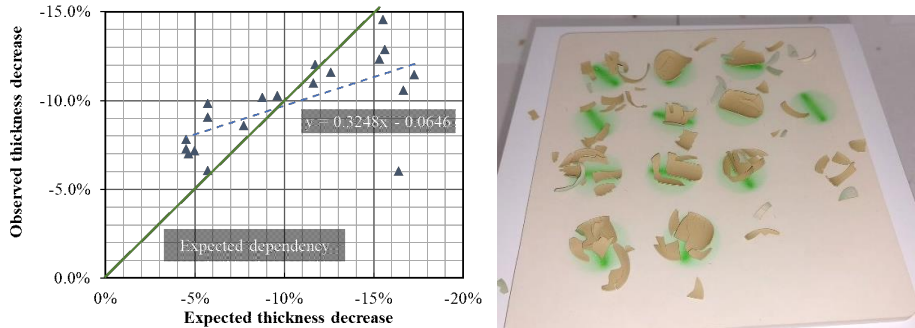 -15.0%
-10.0%
-5.0%
0.0%
Observed thickness decrease
y = 0.3248x - 0.0646
Expected dependency
0%
-5%
-10%
-15%
-20%
Expected thickness decrease